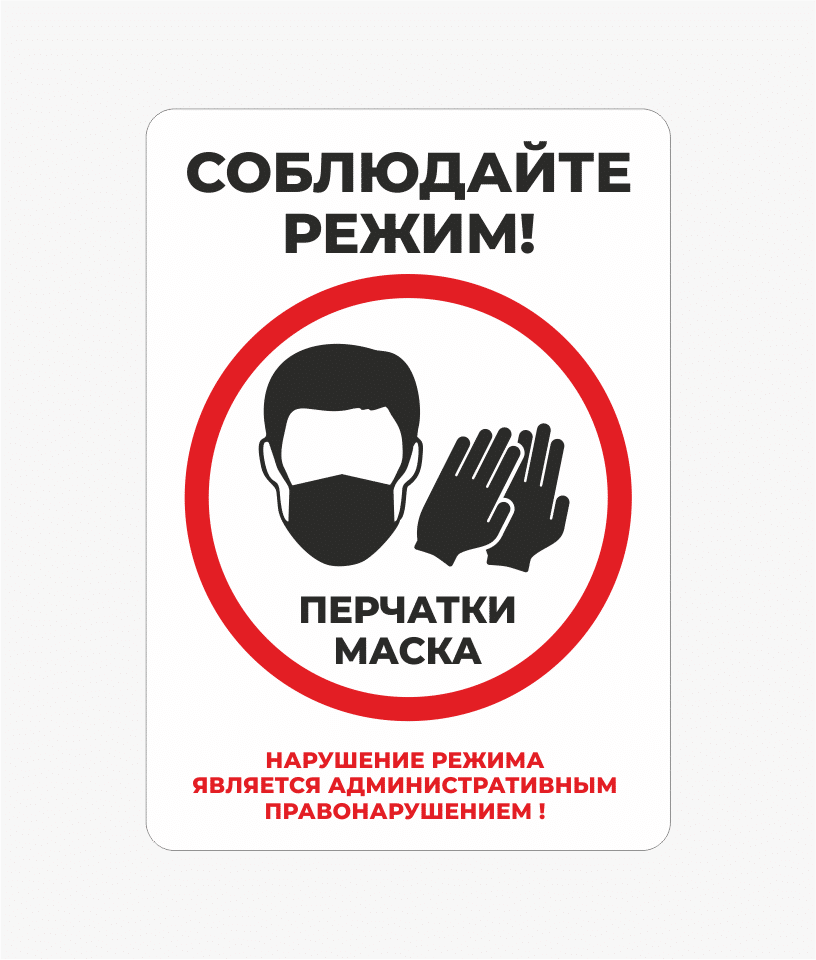 СОБЛЮДАЙТЕ
РЕЖИМ!
ПЕРЧАТКИ
МАСКА
НАРУШЕНИЕ РЕЖИМА
ЯВЛЯЕТСЯ АДМИНИСТРАТИВНЫМ
ПРАВОНАРУШЕНИЕМ !